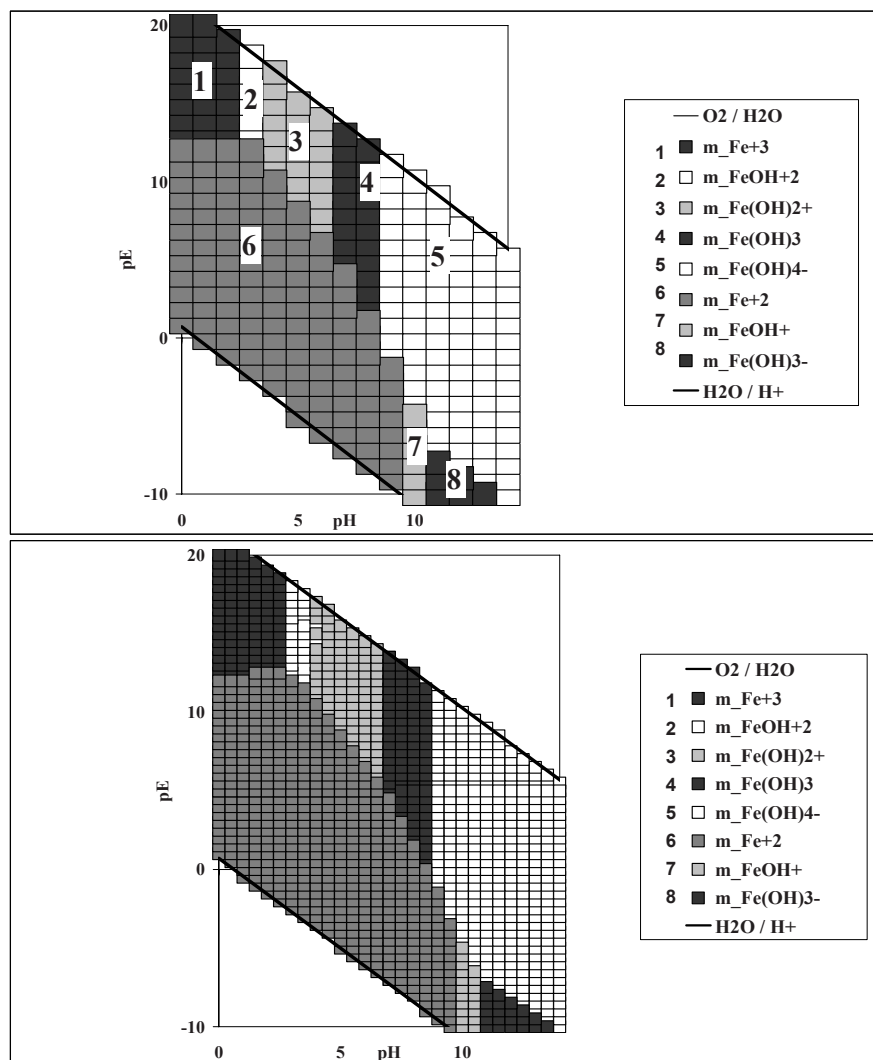 20
10
0
-10
pE
0 5 pH 10
1
2
3
4
5
6
7
8
O2 / H2O
1 m_Fe+3
2 m_FeOH+2
3 m_Fe(OH)2+
4 m_Fe(OH)3
5 m_Fe(OH)4-
6 m_Fe+2
7 m_FeOH+
8 m_Fe(OH)3-
H2O / H+
20
10
0
-10
pE
0 5 pH 10
O2 / H2O
1 m_Fe+3
2 m_FeOH+2
3 m_Fe(OH)2+
4 m_Fe(OH)3
5 m_Fe(OH)4-
6 m_Fe+2
7 m_FeOH+
8 m_Fe(OH)3-
H2O / H+